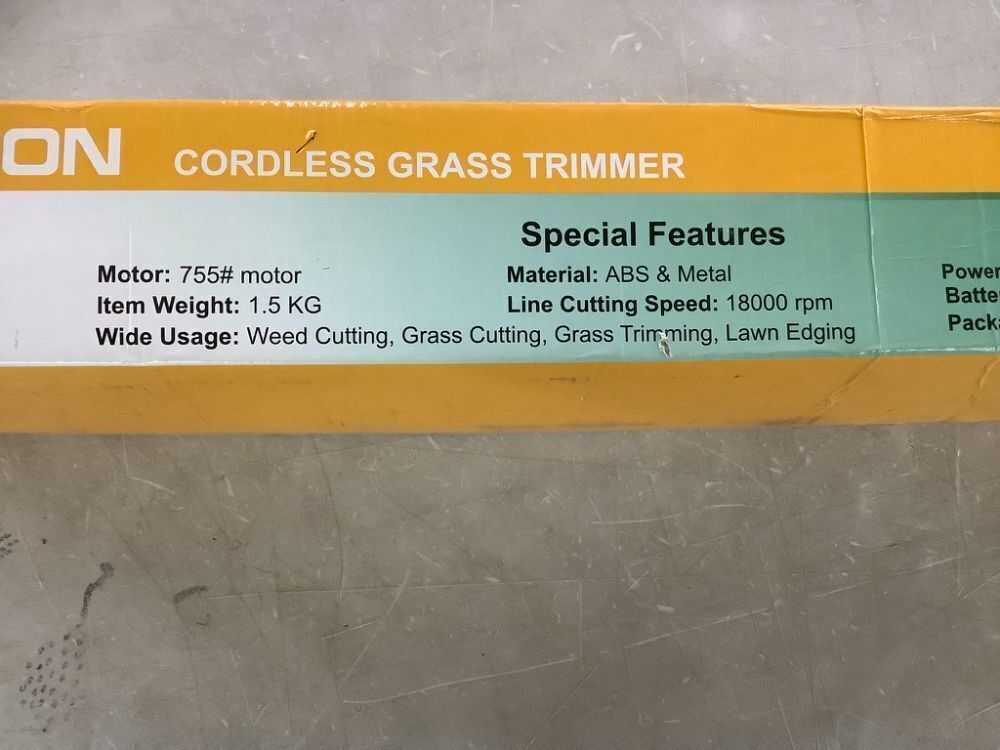 ON CORDLESS GRASS TRIMMER
Special Features
Motor: 755# motor
Material: ABS & Metal
Power
Item Weight: 1.5 KG
Line Cutting Speed: 18000 rpm
Wide Usage: Weed Cutting, Grass Cutting, Grass Trimming, Lawn Edging